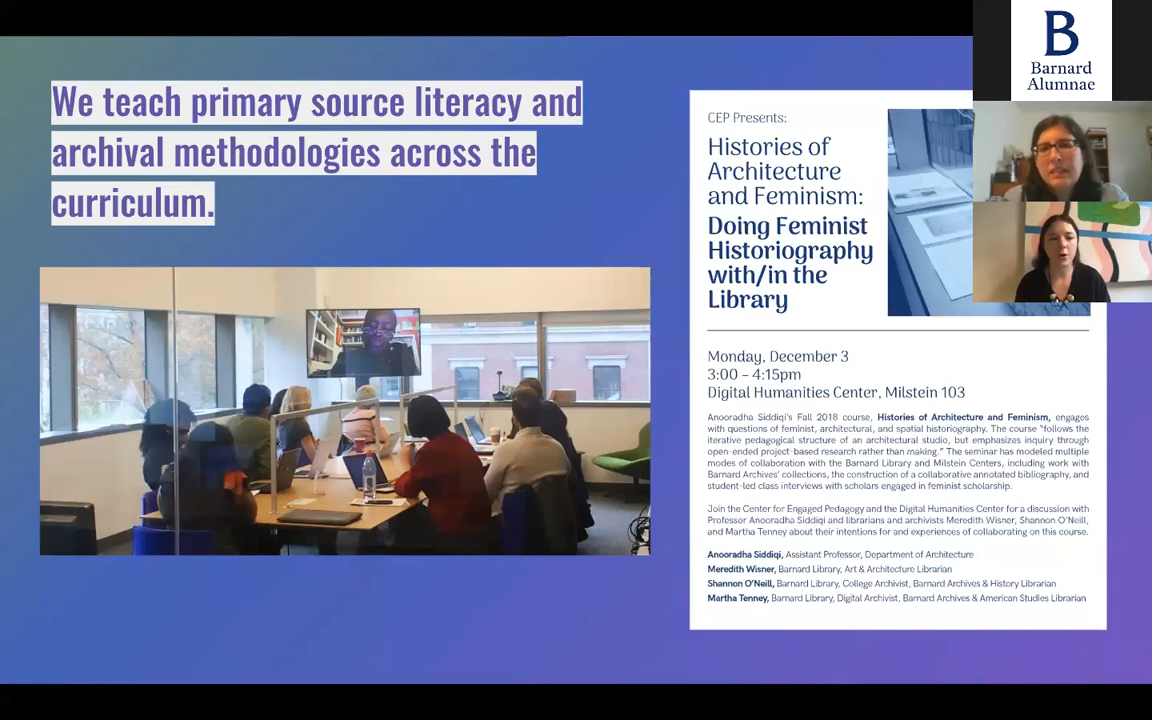 We teach primary source literacy and
archival methodologies across the
curriculum.
CEP Presents:
Histories of
Architecture
and Feminism:
Doing Feminist
Historiography
with/in the
Library
Monday, December 3
3:00 – 4:15pm
Digital Humanities Center, Milstein 103
Anooradha Siddiqi's Fall 2018 course, Histories of Architecture and Feminism, engages
with questions of feminist, architectural, and spatial historiography. The course "follows the
iterative pedagogical structure of an architectural studio, but emphasizes inquiry through
open-ended project-based research rather than making." The seminar has modeled multiple
modes of collaboration with the Barnard Library and Milstein Centers, including work with
Barnard Archives' collections, the construction of a collaborative annotated bibliography, and
student-led class interviews with scholars engaged in feminist scholarship.
Join the Center for Engaged Pedagogy and the Digital Humanities Center for a discussion with
Professor Anooradha Siddiqi and librarians and archivists Meredith Wisner, Shannon O'Neill,
and Martha Tenney about their intentions for and experiences of collaborating on this course.
Anooradha Siddiqi, Assistant Professor, Department of Architecture
Meredith Wisner, Barnard Library, Art & Architecture Librarian
Shannon O'Neill, Barnard Library, College Archivist, Barnard Archives & History Librarian
Martha Tenney, Barnard Library, Digital Archivist, Barnard Archives & American Studies Librarian
B
Barnard
Alumnae